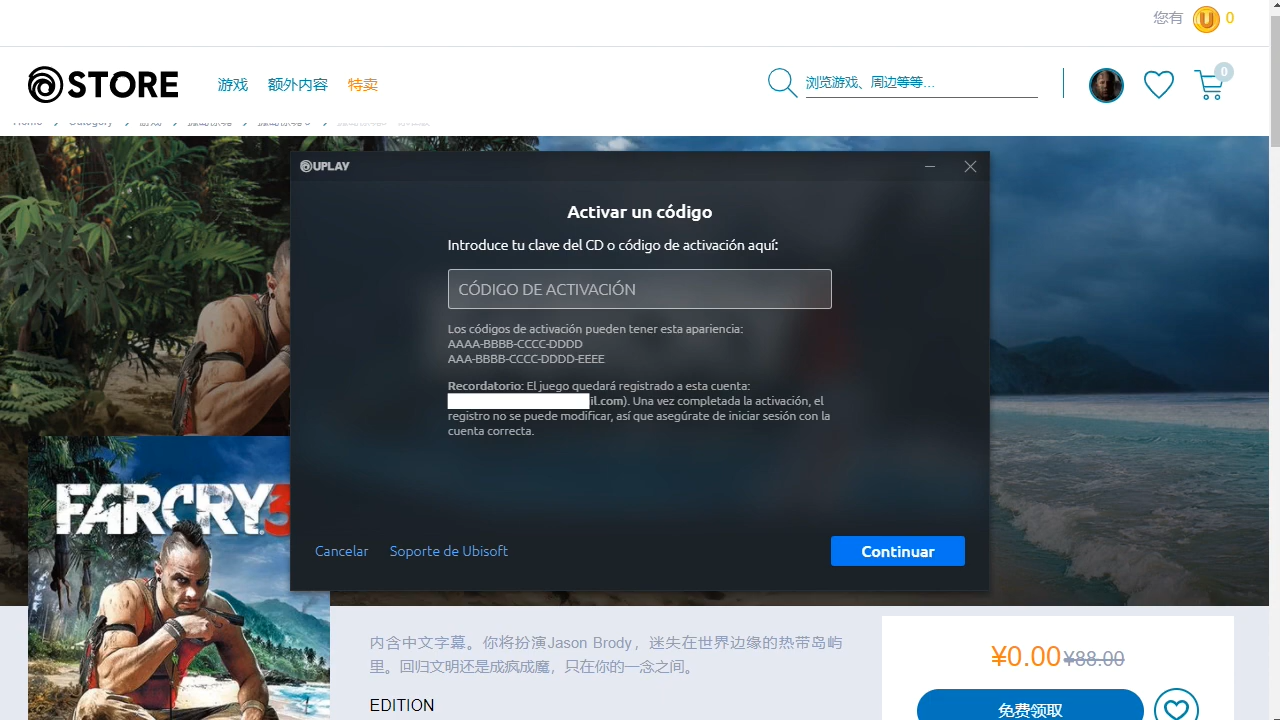 您有 U 0
STORE 游戏 额外内容 特卖 浏览游戏、周边等等... 0
Home Category 游戏
UPLAY
Activar un código
Introduce tu clave del CD o código de activación aquí:
CÓDIGO DE ACTIVACIÓN
Los códigos de activación pueden tener esta apariencia:
AAAA-BBBB-CCCC-DDDD
AAA-BBBB-CCCC-DDDD-EEEE
Recordatorio: El juego quedará registrado a esta cuenta:
il.com). Una vez completada la activación, el
registro no se puede modificar, así que asegúrate de iniciar sesión con la
cuenta correcta.
Cancelar Soporte de Ubisoft Continuar
FARCRY 3
内含中文字幕。你将扮演Jason Brody，迷失在世界边缘的热带岛屿
里。回归文明还是成疯成魔，只在你的一念之间。
EDITION
¥0.00 ¥88.00
免费领取